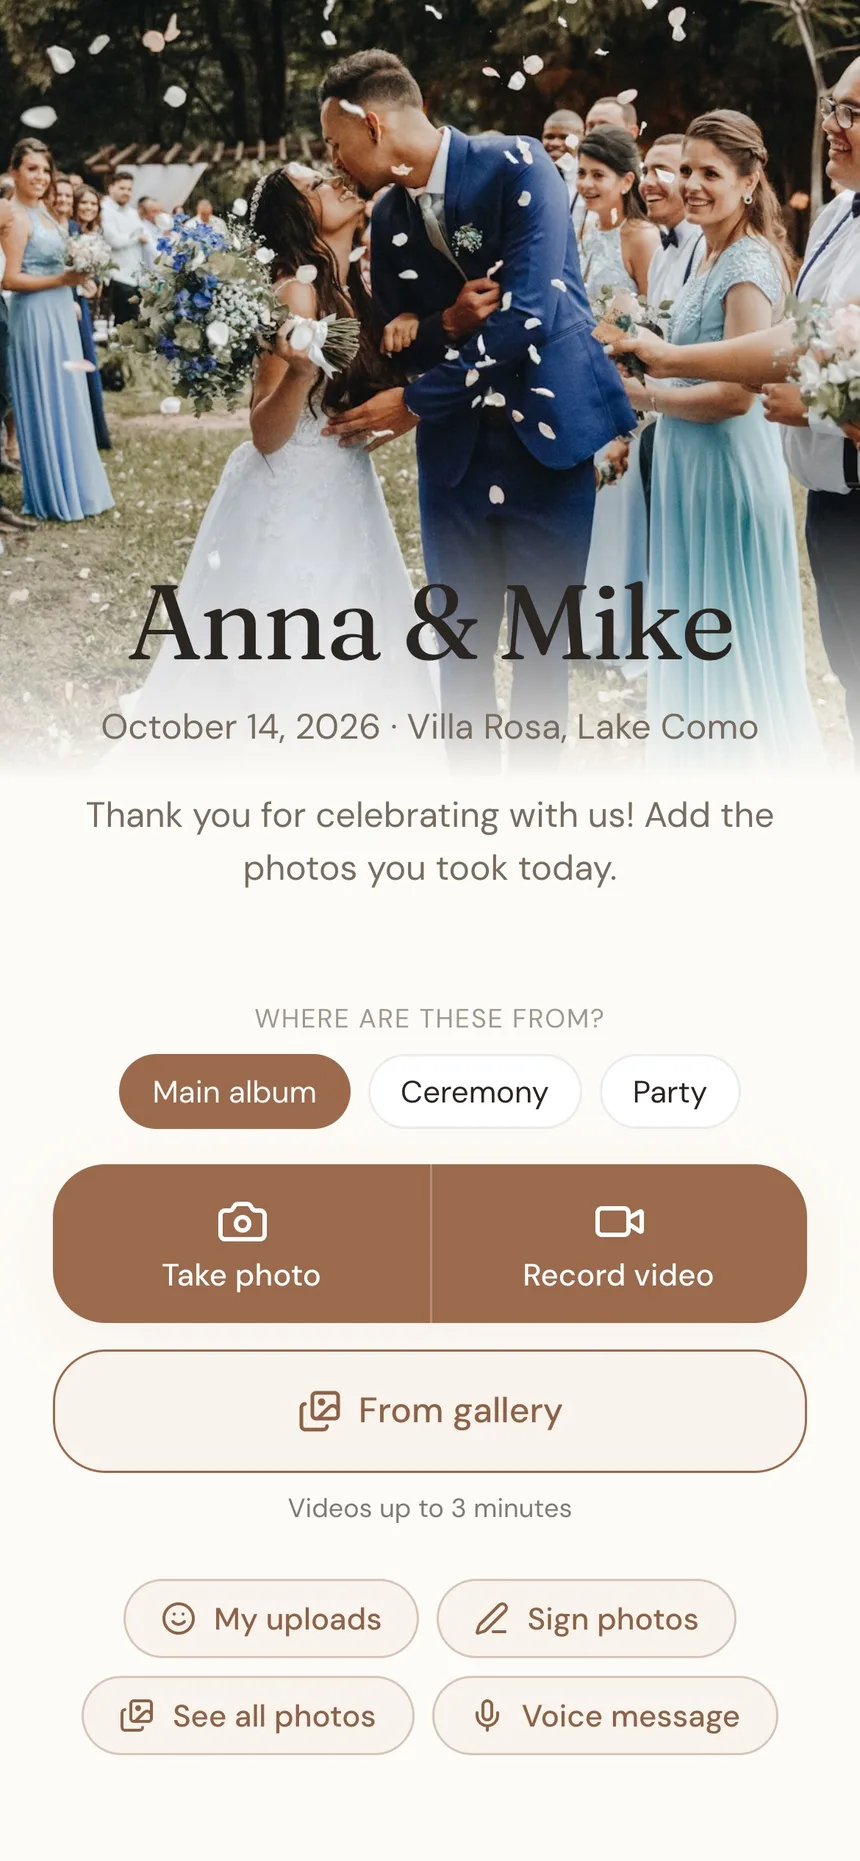 Anna & Mike
October 14, 2026 · Villa Rosa, Lake Como
Thank you for celebrating with us! Add the
photos you took today.
WHERE ARE THESE FROM?
Main album
Ceremony
Party
Take photo
Record video
From gallery
Videos up to 3 minutes
My uploads
Sign photos
See all photos
Voice message